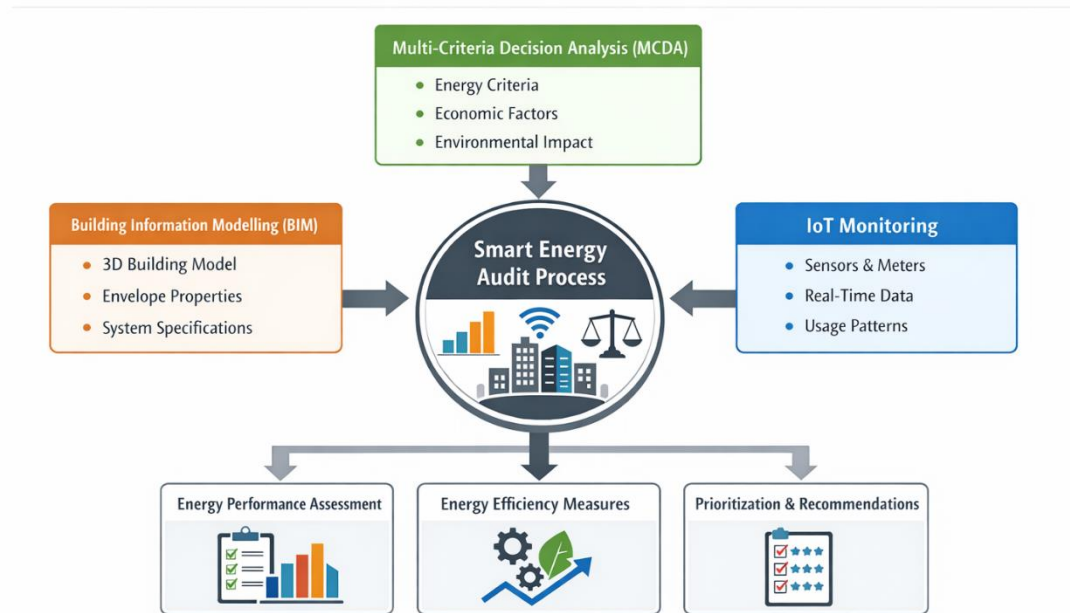 Multi-Criteria Decision Analysis (MCDA)
Energy Criteria
Economic Factors
Environmental Impact
Building Information Modelling (BIM)
3D Building Model
Envelope Properties
System Specifications
Smart Energy
Audit Process
IoT Monitoring
Sensors & Meters
Real-Time Data
Usage Patterns
Energy Performance Assessment
Energy Efficiency Measures
Prioritization & Recommendations